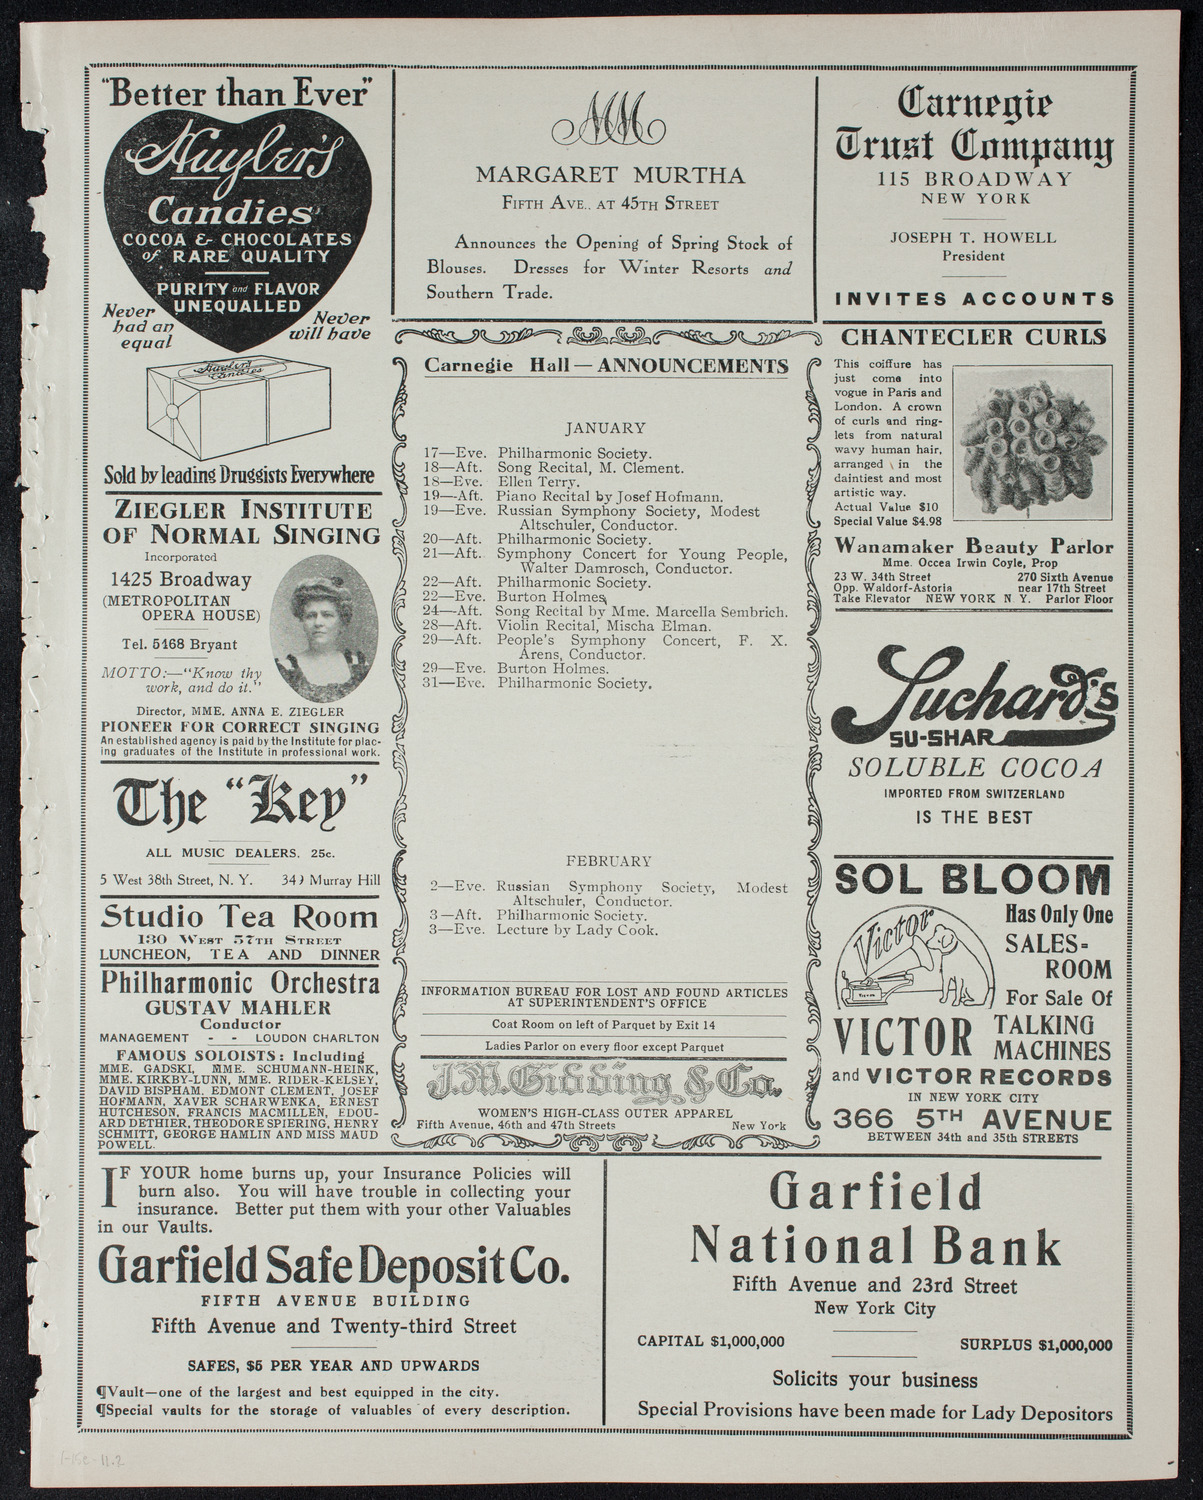 "Better than Ever"
Huyler's
Candies
COCOA & CHOCOLATES
of RARE QUALITY
PURITY and FLAVOR
UNEQUALLED
Never
had an
equal
Never
will have
Huyler's
Candies
Sold by leading Druggists Everywhere
ZIEGLER INSTITUTE
OF NORMAL SINGING
Incorporated
1425 Broadway
(METROPOLITAN
OPERA HOUSE)
Tel. 5468 Bryant
MOTTO:—"Know thy
work, and do it."
Director, MME. ANNA E. ZIEGLER
PIONEER FOR CORRECT SINGING
An established agency is paid by the Institute for plac-
ing graduates of the Institute in professional work.
The "Key"
ALL MUSIC DEALERS. 25c.
5 West 38th Street, N. Y. Murray Hill
Studio Tea Room
130 WEST 57TH STREET
LUNCHEON, TEA AND DINNER
Philharmonic Orchestra
GUSTAV MAHLER
Conductor
MANAGEMENT - - LOUDON CHARLTON
FAMOUS SOLOISTS: Including
MME. GADSKI, MME. SCHUMANN-HEINK,
MME. KIRKBY-LUNN, MME. RIDER-KELSEY,
DAVID BISPHAM, EDMONT CLEMENT, JOSEF
HOFMANN, XAVER SCHARWENKA, ERNEST
HUTCHESON, FRANCIS MACMILLEN, EDOU-
ARD DETHIER, THEODORE SPIERING, HENRY
SCHMITT, GEORGE HAMLIN AND MISS MAUD
POWELL.
MM
MARGARET MURTHA
FIFTH AVE., AT 45TH STREET
Announces the Opening of Spring Stock of
Blouses. Dresses for Winter Resorts and
Southern Trade.
Carnegie Hall—ANNOUNCEMENTS
JANUARY
17—Eve. Philharmonic Society.
18—Aft. Song Recital, M. Clement.
18—Eve. Ellen Terry.
19—Aft. Piano Recital by Josef Hofmann.
19—Eve. Russian Symphony Society, Modest
Altschuler, Conductor.
20—Aft. Philharmonic Society.
21—Aft. Symphony Concert for Young People,
Walter Damrosch, Conductor.
22—Aft. Philharmonic Society.
22—Eve. Burton Holmes
24—Aft. Song Recital by Mme. Marcella Sembrich.
28—Aft. Violin Recital, Mischa Elman.
29—Aft. People's Symphony Concert, F. X.
Arens, Conductor.
29—Eve. Burton Holmes.
31—Eve. Philharmonic Society.
FEBRUARY
2—Eve. Russian Symphony Society, Modest
Altschuler, Conductor.
3—Aft. Philharmonic Society.
3—Eve. Lecture by Lady Cook.
INFORMATION BUREAU FOR LOST AND FOUND ARTICLES
AT SUPERINTENDENT'S OFFICE
Coat Room on left of Parquet by Exit 14
Ladies Parlor on every floor except Parquet
J.M. Gidding & Co.
WOMEN'S HIGH-CLASS OUTER APPAREL
Fifth Avenue, 46th and 47th Streets New York
Carnegie
Trust Company
115 BROADWAY
NEW YORK
JOSEPH T. HOWELL
President
INVITES ACCOUNTS
CHANTECLER CURLS
This coiffure has
just come into
vogue in Paris and
London. A crown
of curls and ring-
lets from natural
wavy human hair,
arranged in the
daintiest and most
artistic way.
Actual Value $10
Special Value $4.98
Wanamaker Beauty Parlor
Mme. Occea Irwin Coyle, Prop
23 W. 34th Street 270 Sixth Avenue
Opp. Waldorf-Astoria near 17th Street
Take Elevator NEW YORK N Y. Parlor Floor
Suchard's
SU-SHAR
SOLUBLE COCOA
IMPORTED FROM SWITZERLAND
IS THE BEST
SOL BLOOM
Victor
Has Only One
SALES-
ROOM
For Sale Of
VICTOR TALKING
MACHINES
and VICTOR RECORDS
IN NEW YORK CITY
366 5TH AVENUE
BETWEEN 34th and 35th STREETS
IF YOUR home burns up, your Insurance Policies will
burn also. You will have trouble in collecting your
insurance. Better put them with your other Valuables
in our Vaults.
Garfield Safe Deposit Co.
FIFTH AVENUE BUILDING
Fifth Avenue and Twenty-third Street
SAFES, $5 PER YEAR AND UPWARDS
¶Vault—one of the largest and best equipped in the city.
¶Special vaults for the storage of valuables of every description.
Garfield
National Bank
Fifth Avenue and 23rd Street
New York City
CAPITAL $1,000,000 SURPLUS $1,000,000
Solicits your business
Special Provisions have been made for Lady Depositors